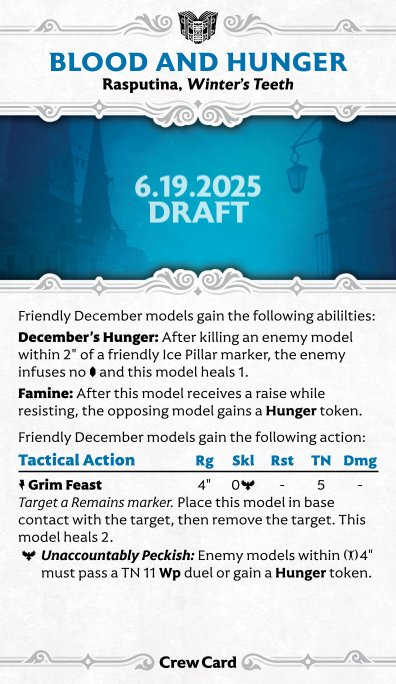 BLOOD AND HUNGER
Rasputina, Winter's Teeth
6.19.2025
DRAFT
Friendly December models gain the following abililties:
December's Hunger: After killing an enemy model
within 2" of a friendly Ice Pillar marker, the enemy
infuses no and this model heals 1.
Famine: After this model receives a raise while
resisting, the opposing model gains a Hunger token.
Friendly December models gain the following action:
Tactical Action Rg Skl Rst TN Dmg
Grim Feast 4" 0 - 5 -
Target a Remains marker. Place this model in base
contact with the target, then remove the target. This
model heals 2.
Unaccountably Peckish: Enemy models within 4"
must pass a TN 11 Wp duel or gain a Hunger token.
Crew Card